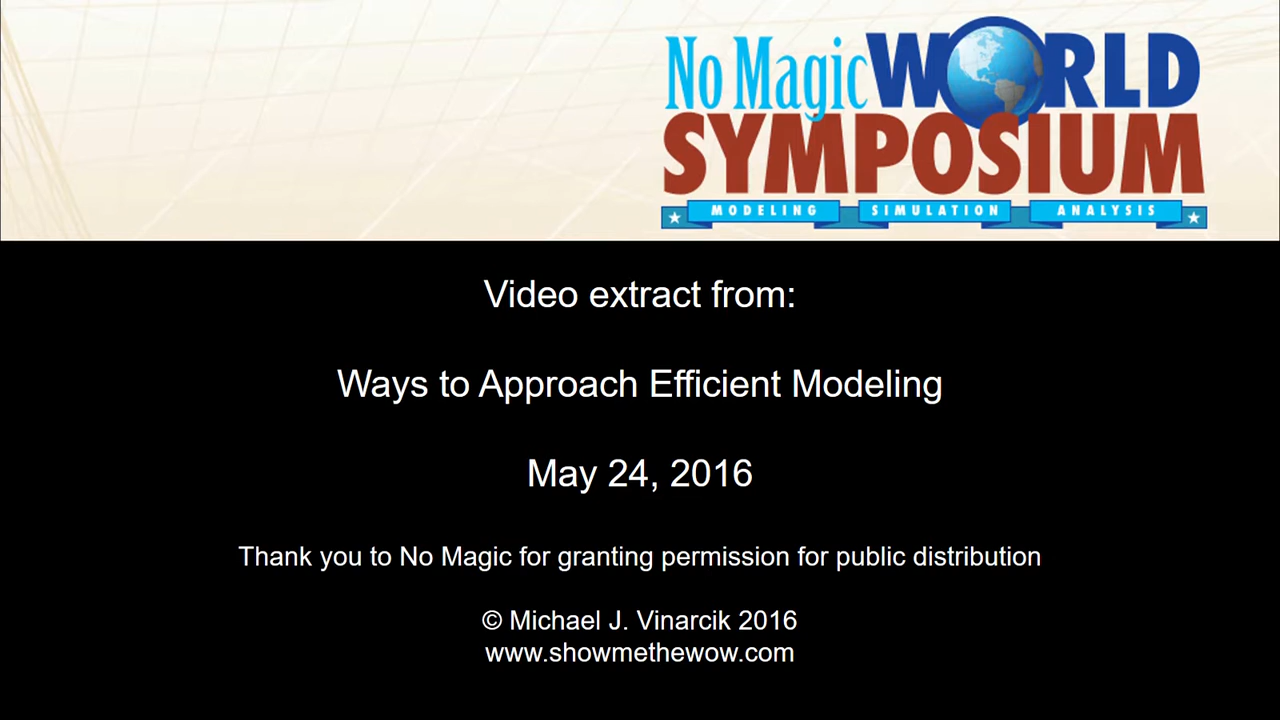 No Magic WORLD
SYMPOSIUM
MODELING SIMULATION ANALYSIS
Video extract from:
Ways to Approach Efficient Modeling
May 24, 2016
Thank you to No Magic for granting permission for public distribution
© Michael J. Vinarcik 2016
www.showmethewow.com